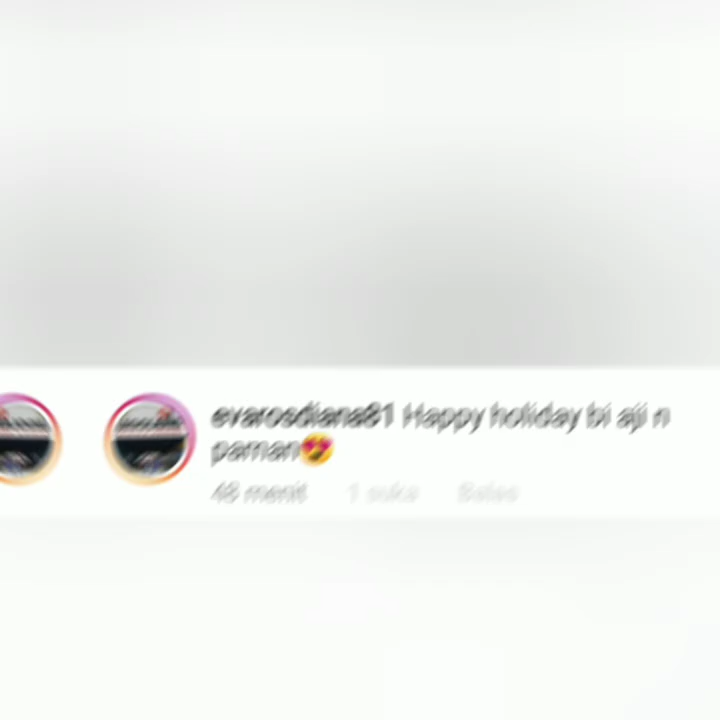 evarosdiana81 Happy holiday bi aji n
paman😍
48 menit 1 suka Balas